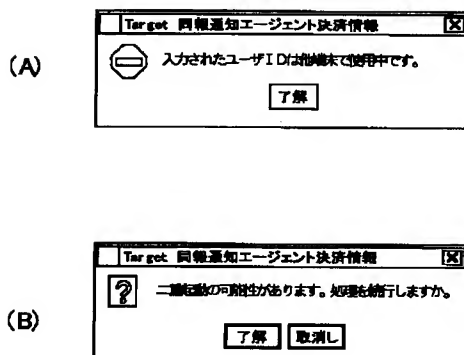 Target 同報通知エージェント決済情報
(A)
入力されたユーザIDは他端末で使用中です。
了解
Target 同報通知エージェント決済情報
(B)
二重起動の可能性があります。処理を続行しますか。
了解 取消し